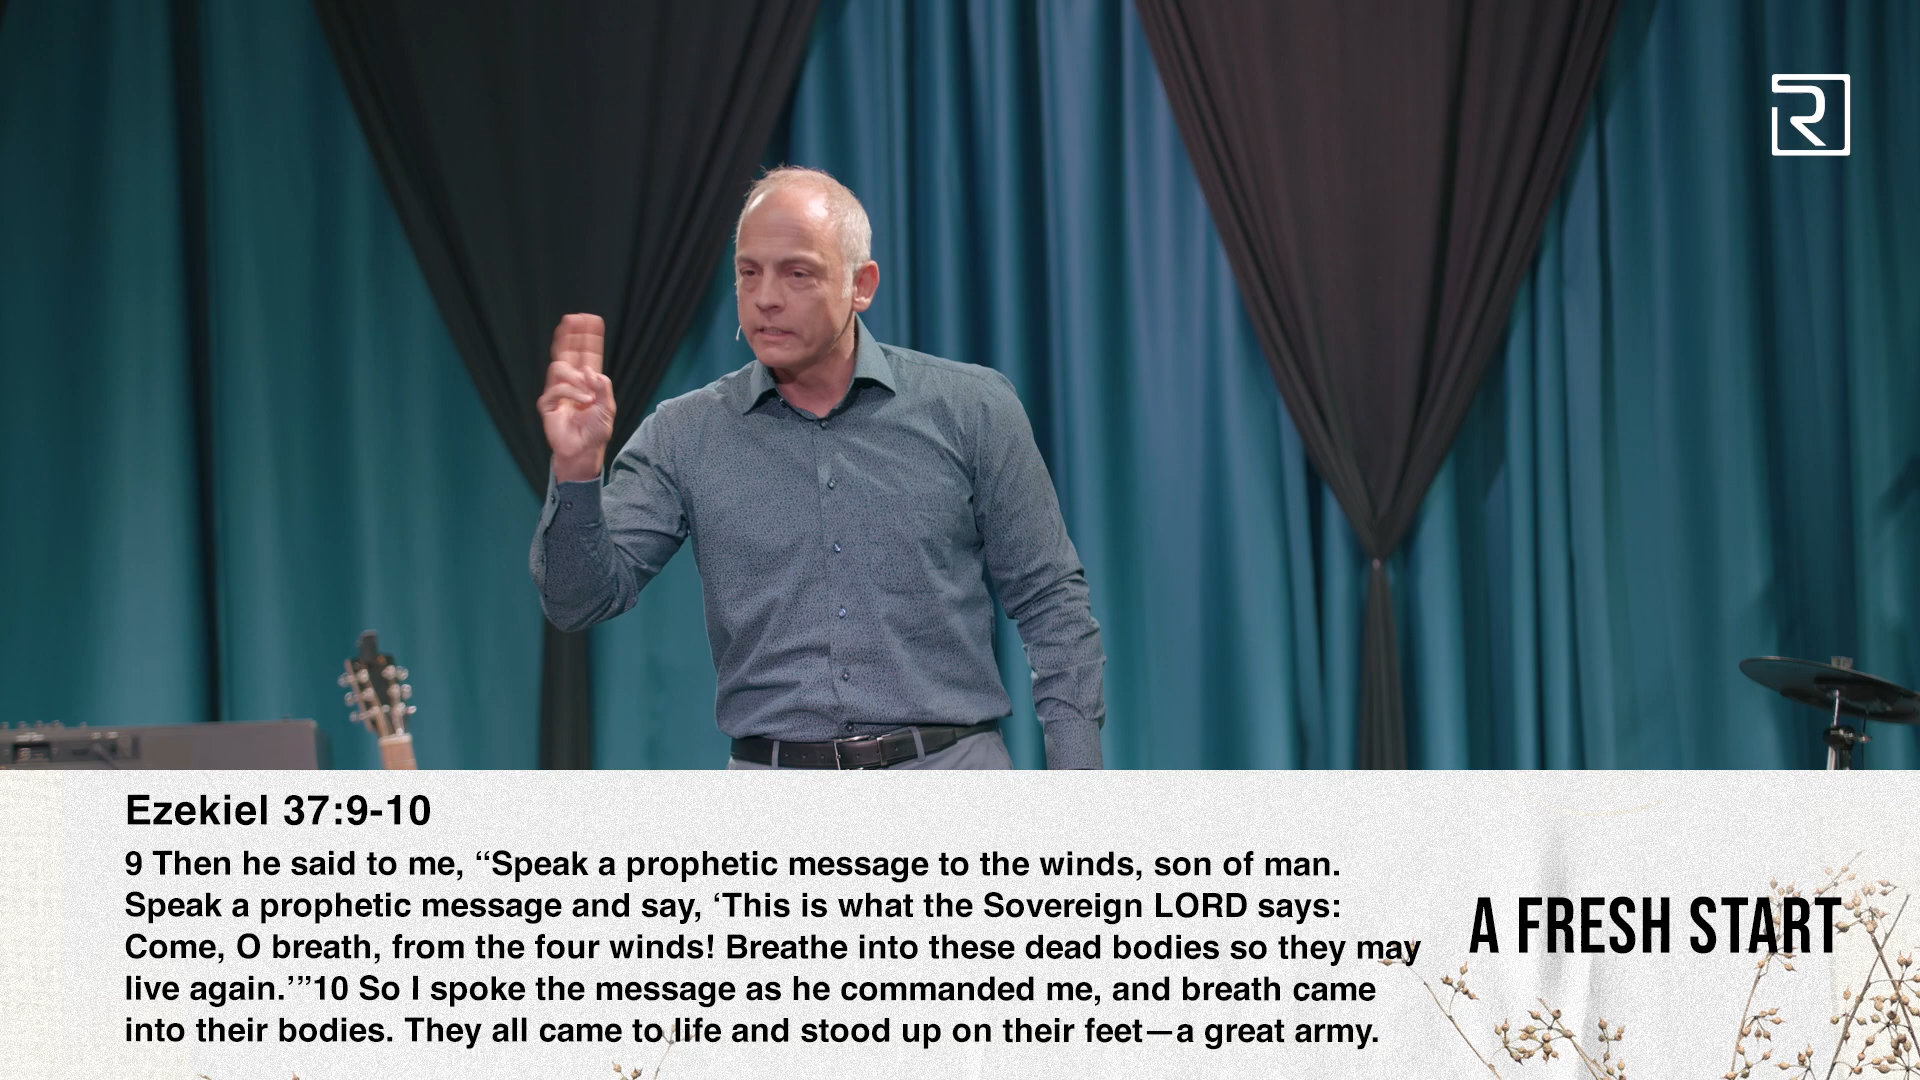 R
Ezekiel 37:9-10
9 Then he said to me, “Speak a prophetic message to the winds, son of man.
Speak a prophetic message and say, ‘This is what the Sovereign LORD says:
Come, O breath, from the four winds! Breathe into these dead bodies so they may
live again.’”10 So I spoke the message as he commanded me, and breath came
into their bodies. They all came to life and stood up on their feet—a great army.
A FRESH START